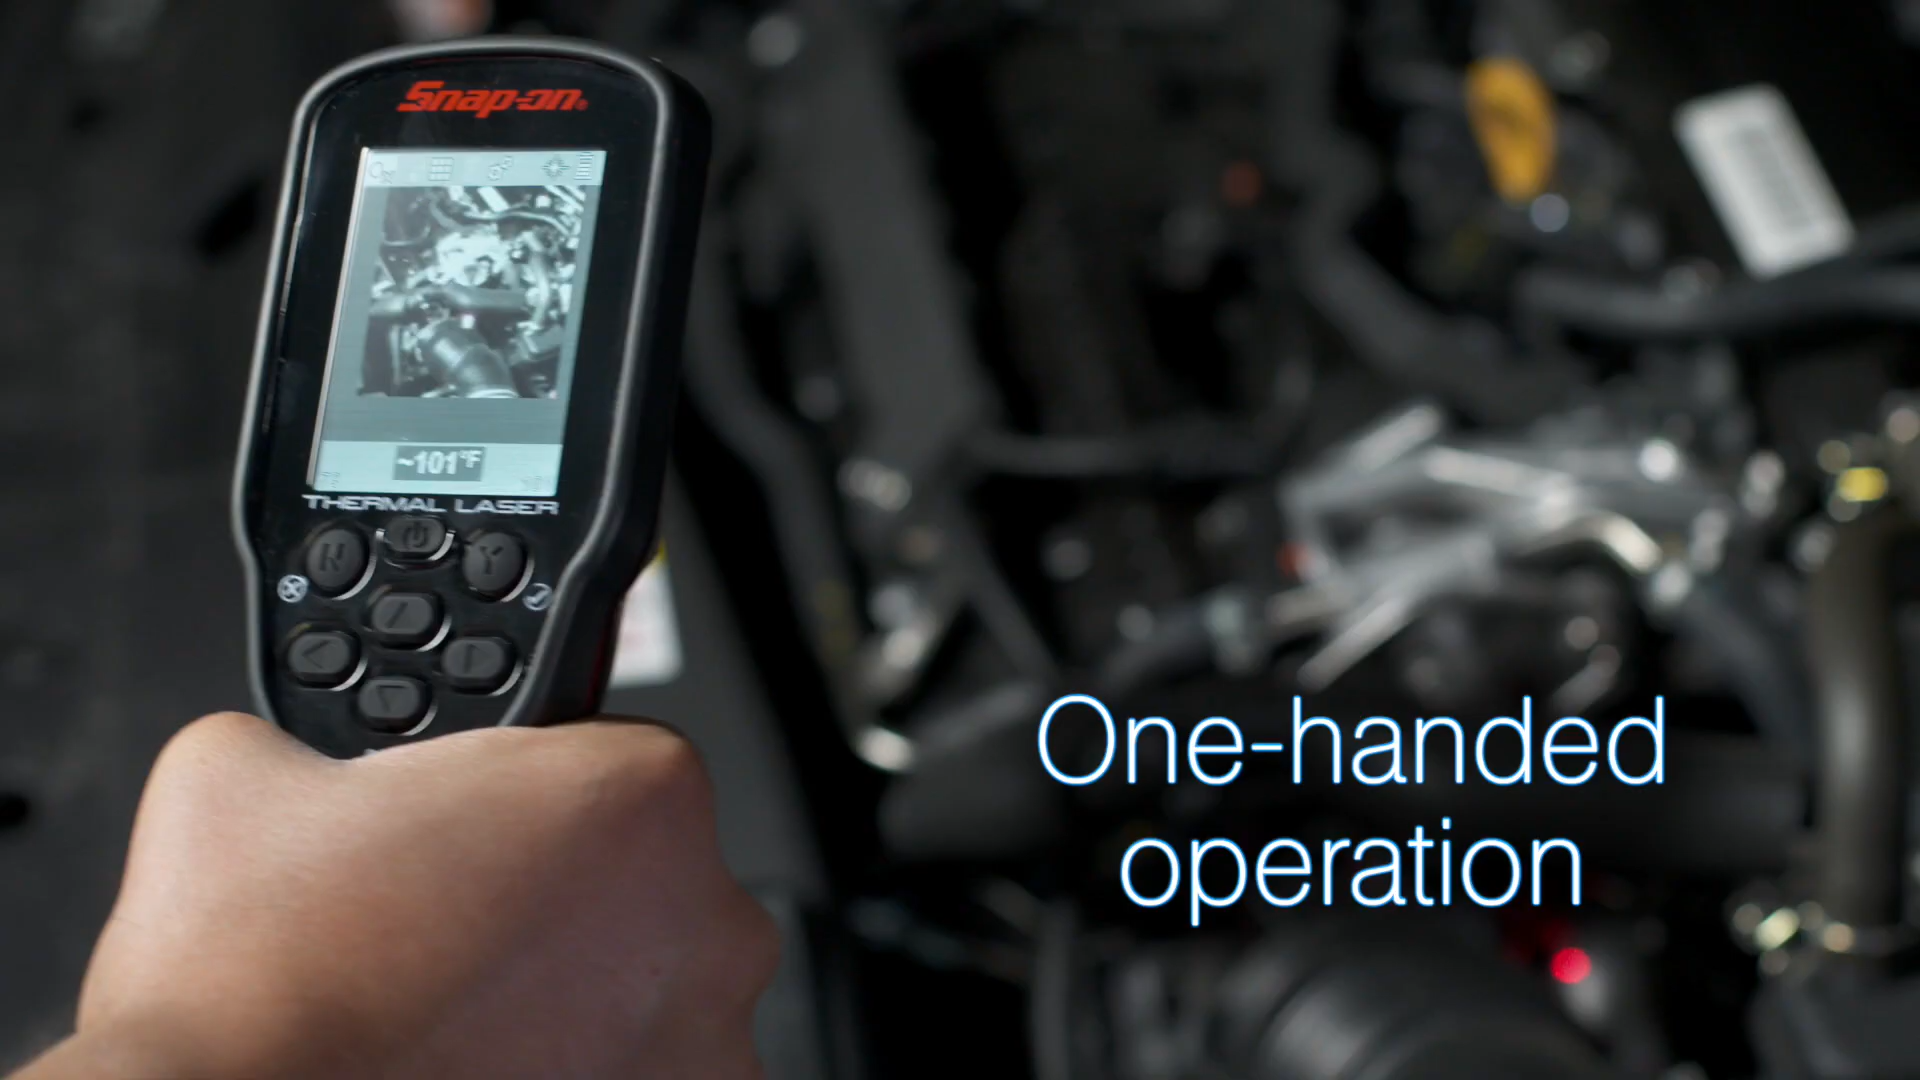 Snap-on
~101°F
THERMAL LASER
N
Y
One-handed
operation